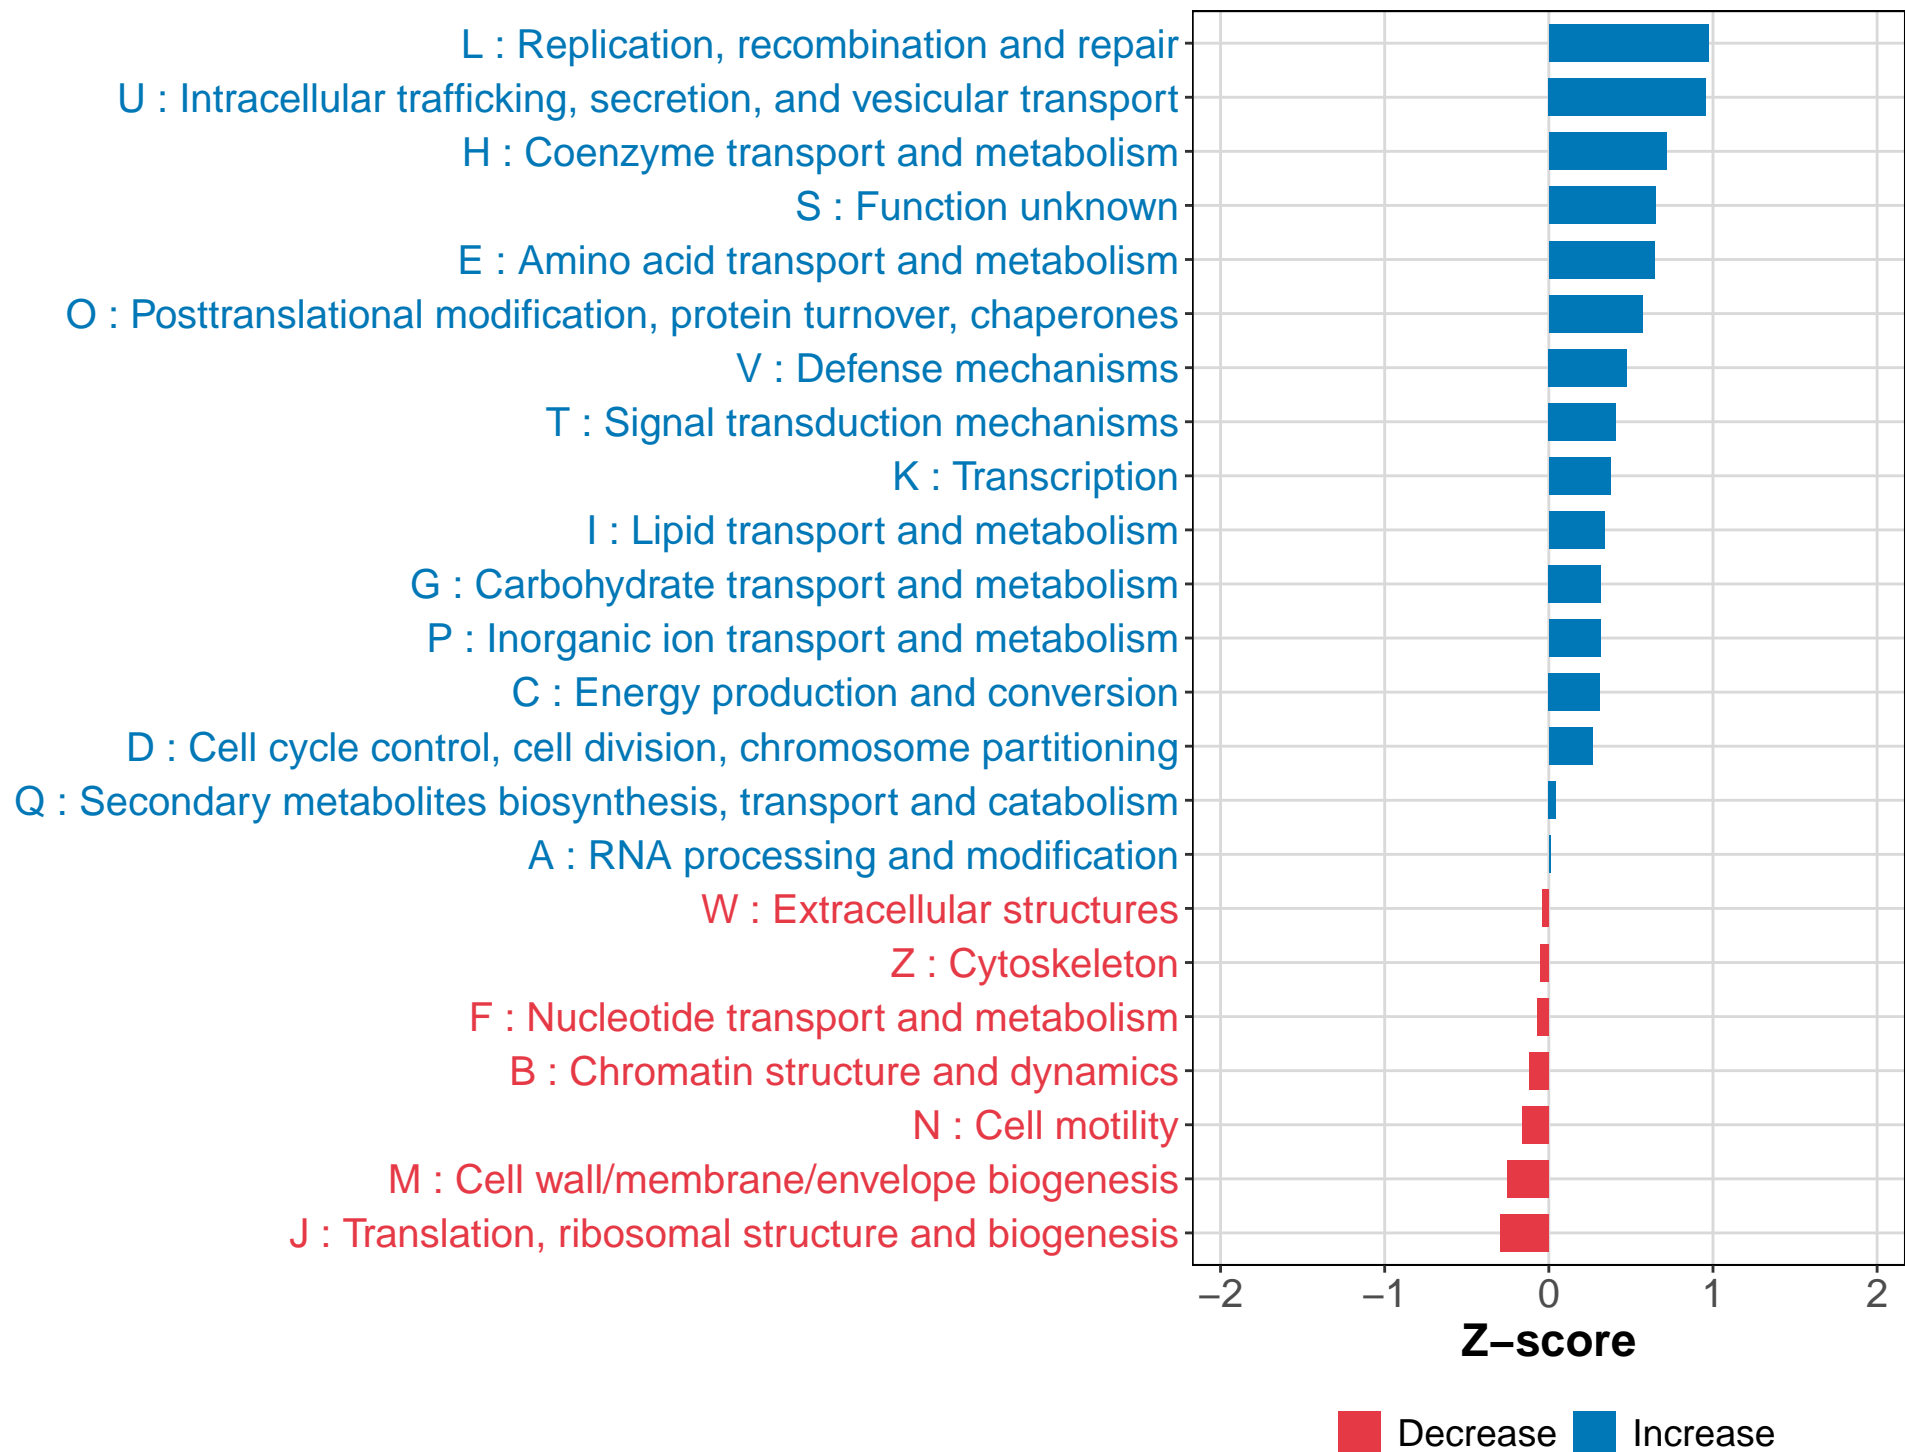 L : Replication, recombination and repair
U : Intracellular trafficking, secretion, and vesicular transport
H : Coenzyme transport and metabolism
S : Function unknown
E : Amino acid transport and metabolism
O : Posttranslational modification, protein turnover, chaperones
V : Defense mechanisms
T : Signal transduction mechanisms
K : Transcription
I : Lipid transport and metabolism
G : Carbohydrate transport and metabolism
P : Inorganic ion transport and metabolism
C : Energy production and conversion
D : Cell cycle control, cell division, chromosome partitioning
Q : Secondary metabolites biosynthesis, transport and catabolism
A : RNA processing and modification
W : Extracellular structures
Z : Cytoskeleton
F : Nucleotide transport and metabolism
B : Chromatin structure and dynamics
N : Cell motility
M : Cell wall/membrane/envelope biogenesis
J : Translation, ribosomal structure and biogenesis
−2 −1 0 1 2
Z−score
Decrease Increase